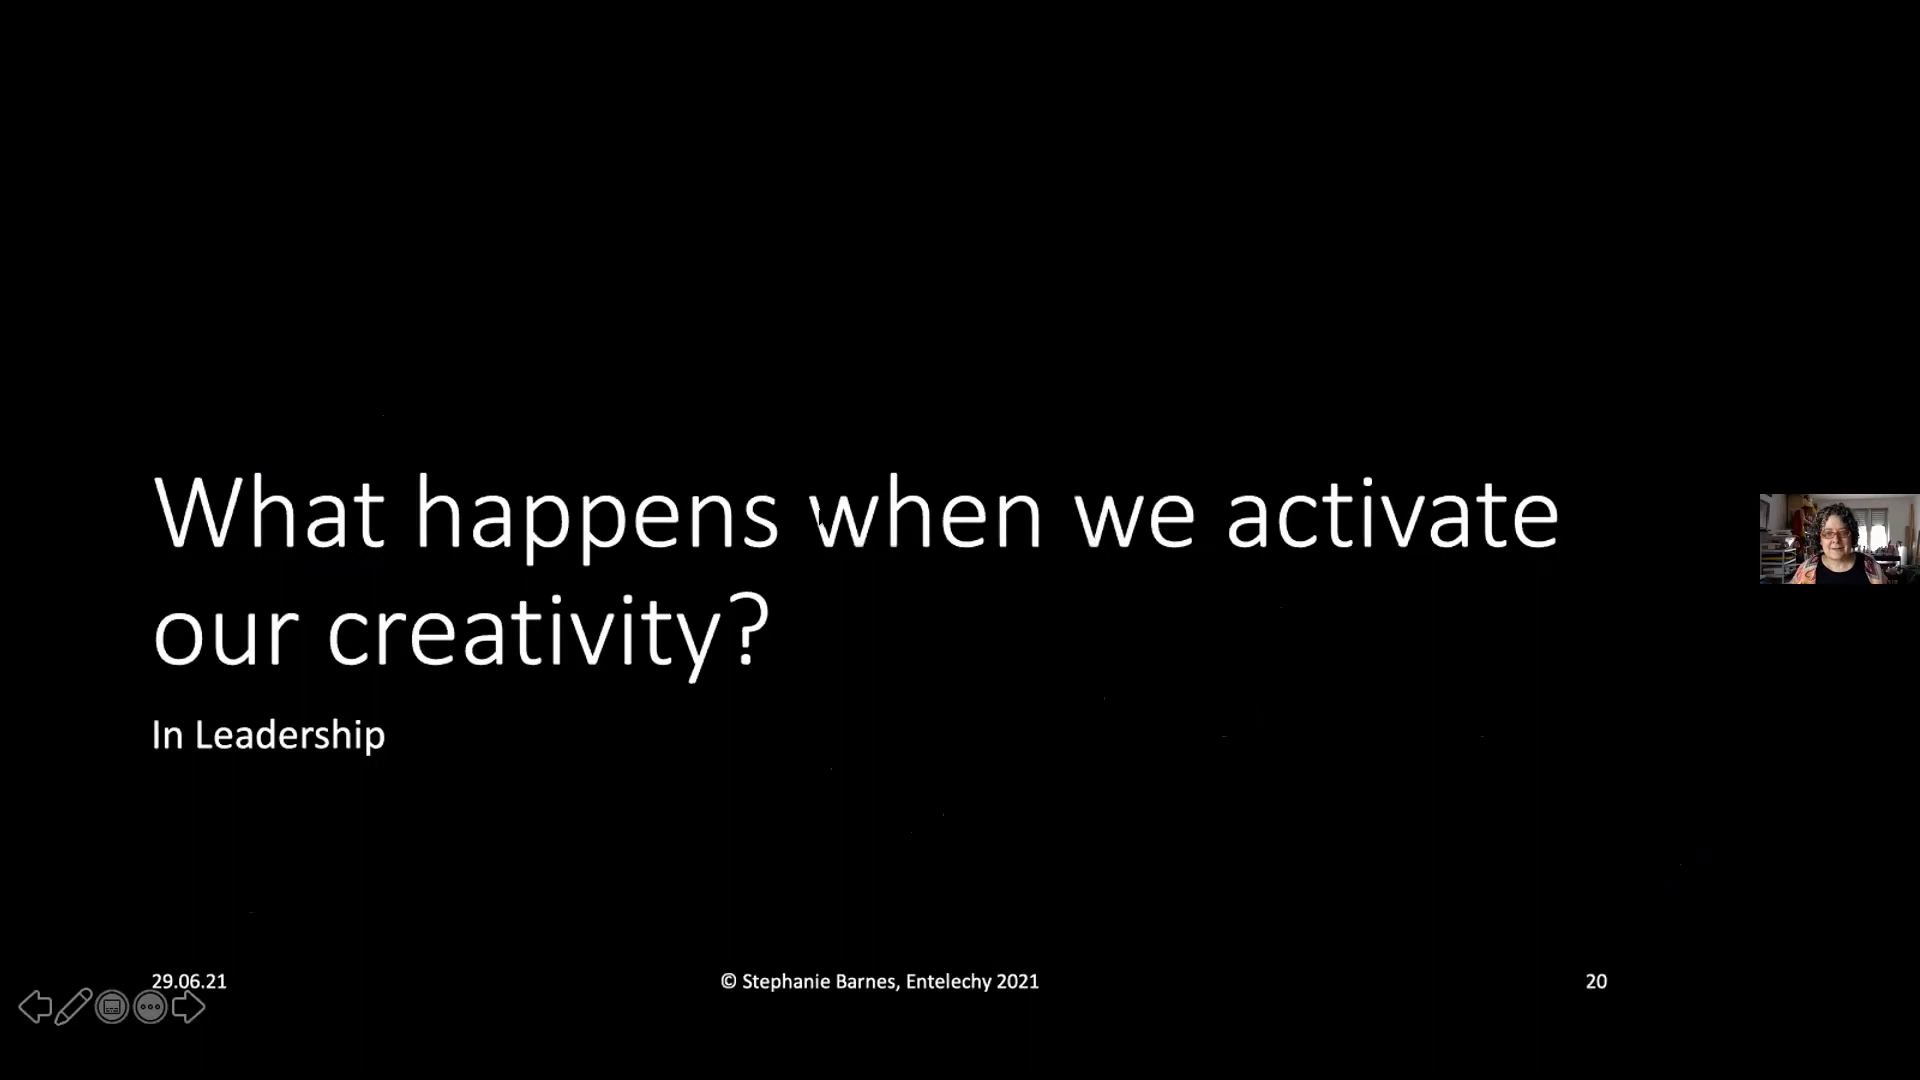 What happens when we activate
our creativity?
In Leadership
29.06.21
© Stephanie Barnes, Entelechy 2021
20